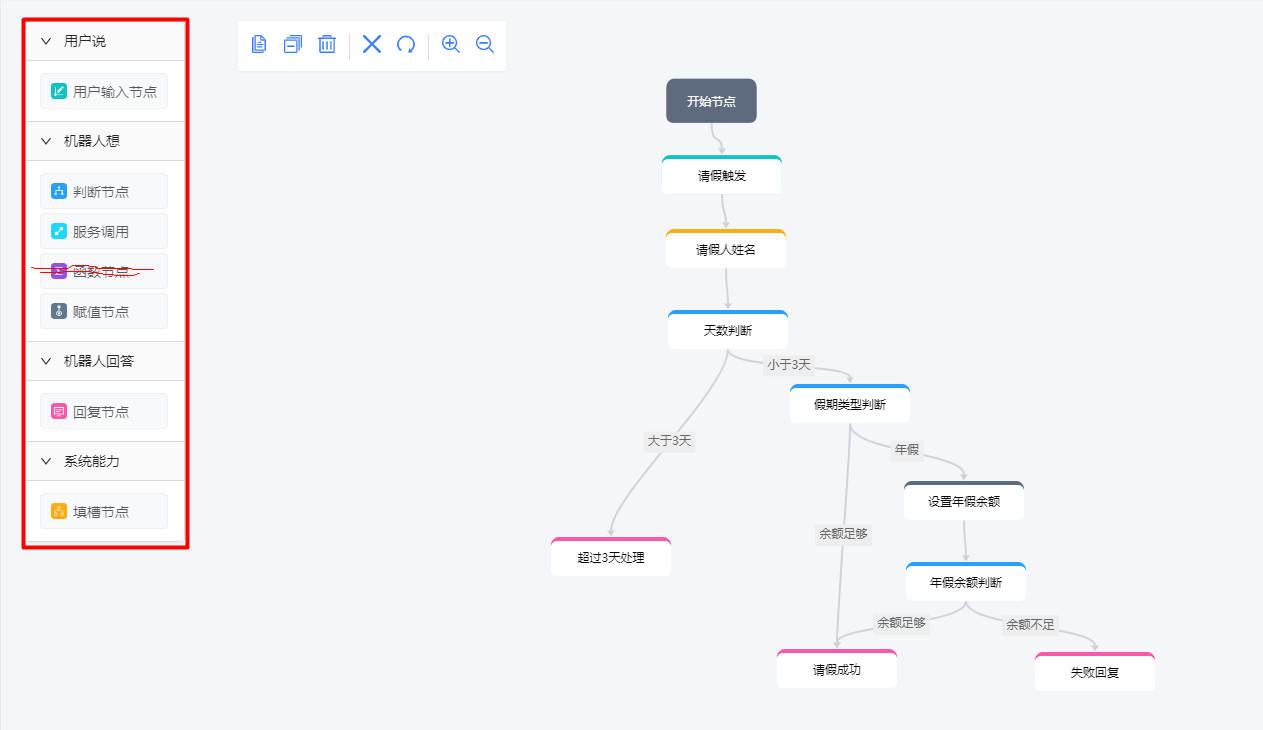 用户说
用户输入节点
机器人想
判断节点
服务调用
函数节点
赋值节点
机器人回答
回复节点
系统能力
填槽节点
开始节点
请假触发
请假人姓名
天数判断
小于3天
假期类型判断
大于3天
年假
设置年假余额
余额足够
超过3天处理
年假余额判断
余额足够
余额不足
请假成功
失败回复